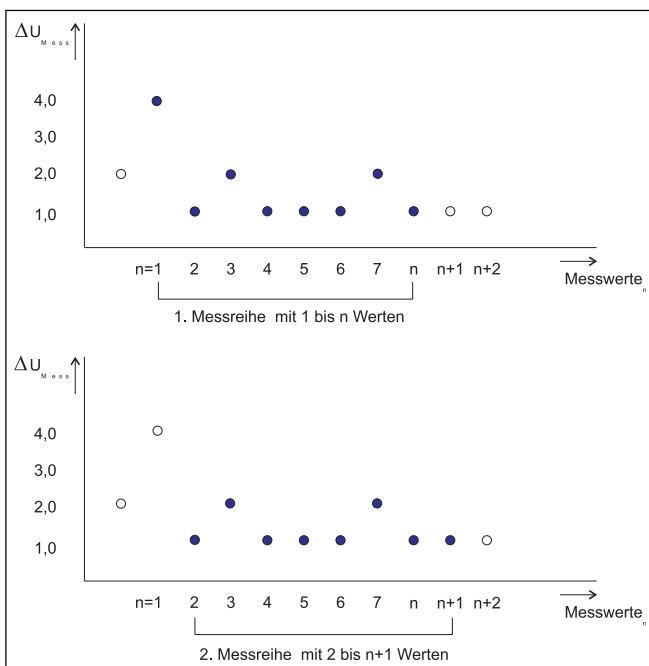 ΔU Mess
4,0
3,0
2,0
1,0
n=1 2 3 4 5 6 7 n n+1 n+2
Messwerte n
1. Messreihe mit 1 bis n Werten
ΔU Mess
4,0
3,0
2,0
1,0
n=1 2 3 4 5 6 7 n n+1 n+2
Messwerte n
2. Messreihe mit 2 bis n+1 Werten